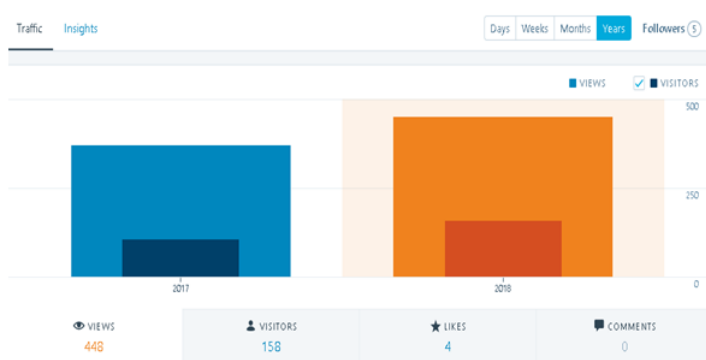 Traffic Insights Days Weeks Months Years Followers 5
VIEWS VISITORS
500
250
0
2017 2018
VIEWS VISITORS LIKES COMMENTS
448 158 4 0